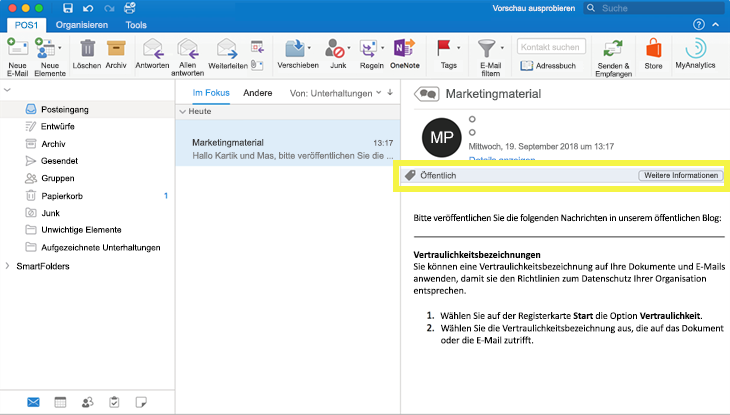 Vorschau ausprobieren
Suche
POS1
Organisieren
Tools
Neue
E-Mail
Neue
Elemente
Löschen
Archiv
Antworten
Allen
antworten
Weiterleiten
Verschieben
Junk
Regeln
OneNote
Tags
E-Mail
filtern
Kontakt suchen
Adressbuch
Senden &
Empfangen
Store
MyAnalytics
Posteingang
Entwürfe
Archiv
Gesendet
Gruppen
Papierkorb 1
Junk
Unwichtige Elemente
Aufgezeichnete Unterhaltungen
SmartFolders
Im Fokus
Andere
Von: Unterhaltungen
Heute
Marketingmaterial 13:17
Hallo Kartik und Mas, bitte veröffentlichen Sie die ...
Marketingmaterial
MP
Mittwoch, 19. September 2018 um 13:17
Details anzeigen
Öffentlich
Weitere Informationen
Bitte veröffentlichen Sie die folgenden Nachrichten in unserem öffentlichen Blog:
Vertraulichkeitsbezeichnungen
Sie können eine Vertraulichkeitsbezeichnung auf Ihre Dokumente und E-Mails
anwenden, damit sie den Richtlinien zum Datenschutz Ihrer Organisation
entsprechen.
1. Wählen Sie auf der Registerkarte Start die Option Vertraulichkeit.
2. Wählen Sie die Vertraulichkeitsbezeichnung aus, die auf das Dokument
oder die E-Mail zutrifft.